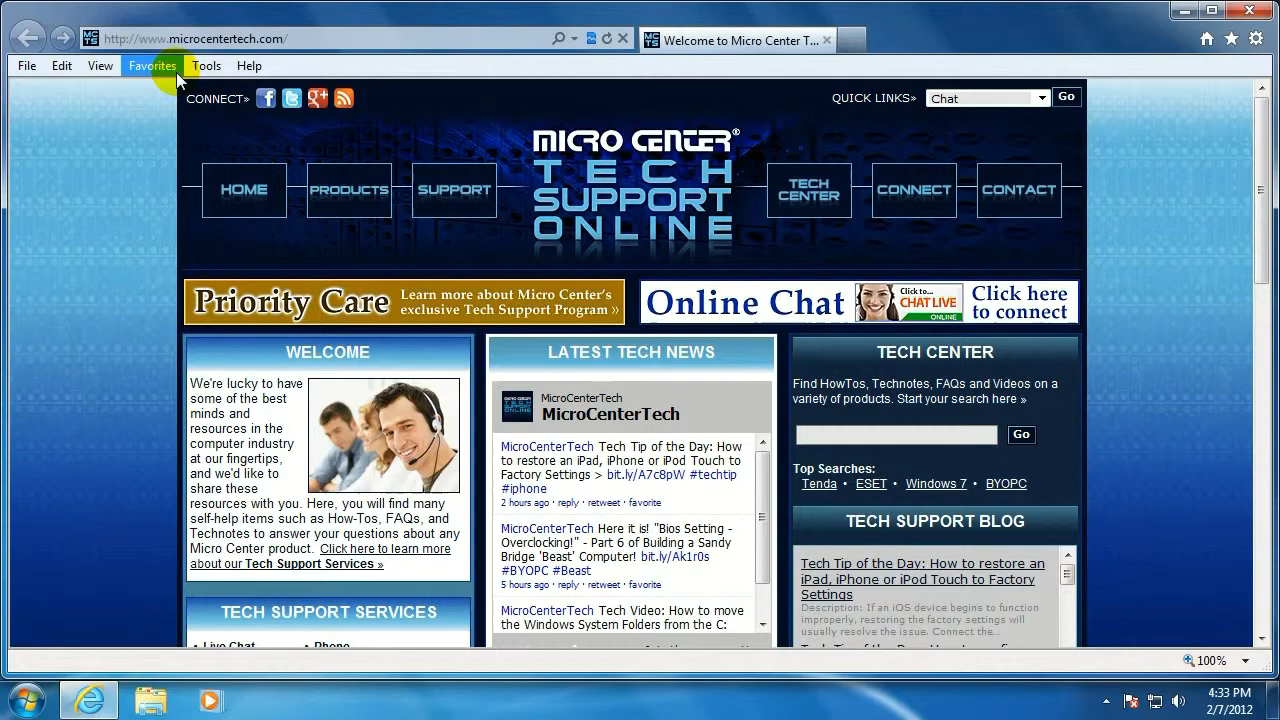 http://www.microcentertech.com/
Welcome to Micro Center T...
File Edit View Favorites Tools Help
CONNECT»
QUICK LINKS» Chat Go
HOME PRODUCTS SUPPORT
MICRO CENTER®
TECH
SUPPORT
ONLINE
TECH CENTER CONNECT CONTACT
Priority Care
Learn more about Micro Center's
exclusive Tech Support Program »
Online Chat
Click to...
CHAT LIVE
ONLINE
Click here
to connect
WELCOME
We're lucky to have
some of the best
minds and
resources in the
computer industry
at our fingertips,
and we'd like to
share these
resources with you. Here, you will find many
self-help items such as How-Tos, FAQs, and
Technotes to answer your questions about any
Micro Center product. Click here to learn more
about our Tech Support Services »
TECH SUPPORT SERVICES
• Live Chat • Phone
LATEST TECH NEWS
MicroCenterTech
MicroCenterTech
MicroCenterTech Tech Tip of the Day: How
to restore an iPad, iPhone or iPod Touch to
Factory Settings > bit.ly/A7c8pW #techtip
#iphone
2 hours ago · reply · retweet · favorite
MicroCenterTech Here it is! "Bios Setting -
Overclocking!" - Part 6 of Building a Sandy
Bridge 'Beast' Computer! bit.ly/Ak1r0s
#BYOPC #Beast
5 hours ago · reply · retweet · favorite
MicroCenterTech Tech Video: How to move
the Windows System Folders from the C:
TECH CENTER
Find HowTos, Technotes, FAQs and Videos on a
variety of products. Start your search here »
Go
Top Searches:
Tenda • ESET • Windows 7 • BYOPC
TECH SUPPORT BLOG
Tech Tip of the Day: How to restore an
iPad, iPhone or iPod Touch to Factory
Settings
Description: If an iOS device begins to function
improperly, restoring the factory settings will
usually resolve the issue. Connect the...
100%
4:33 PM
2/7/2012